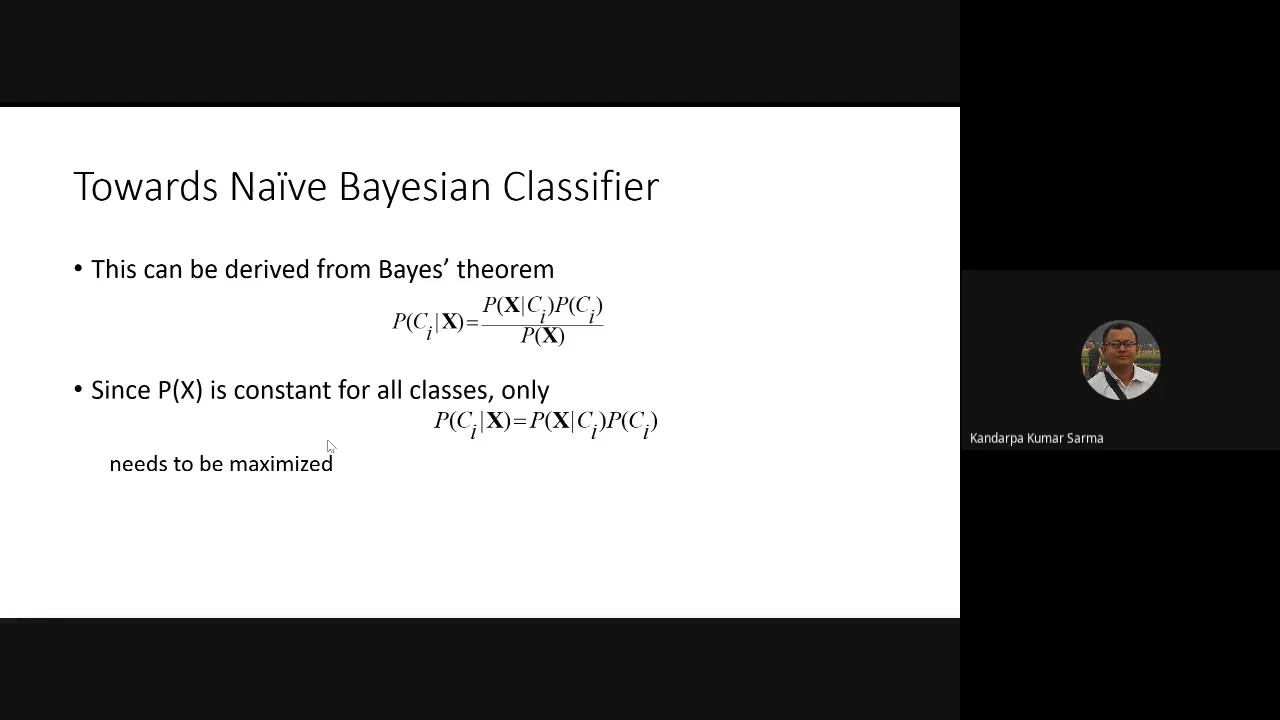 Towards Naïve Bayesian Classifier
• This can be derived from Bayes’ theorem
P(C_i|X)=\frac{P(X|C_i)P(C_i)}{P(X)}
• Since P(X) is constant for all classes, only
P(C_i|X)=P(X|C_i)P(C_i)
needs to be maximized
Kandarpa Kumar Sarma